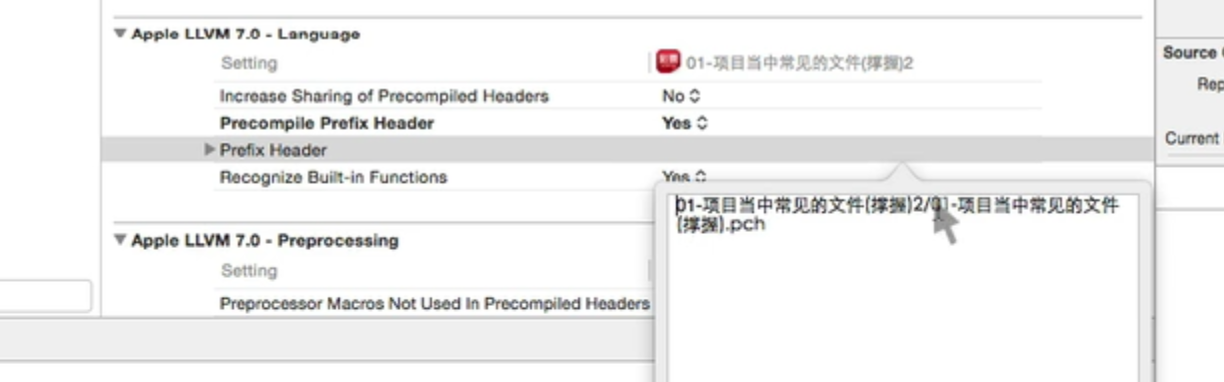 Apple LLVM 7.0 - Language
Setting
01-项目当中常见的文件(撑握)2
Source
Increase Sharing of Precompiled Headers
No
Rep
Precompile Prefix Header
Yes
Prefix Header
Current
Recognize Built-in Functions
Yes
01-项目当中常见的文件(撑握)2/01-项目当中常见的文件
(撑握).pch
Apple LLVM 7.0 - Preprocessing
Setting
Preprocessor Macros Not Used In Precompiled Headers